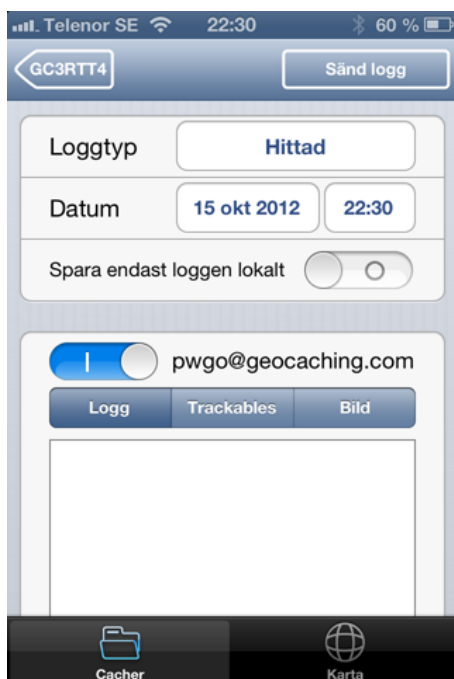 Telenor SE 22:30 60 %
GC3RTT4 Sänd logg
Loggtyp Hittad
Datum 15 okt 2012 22:30
Spara endast loggen lokalt
pwgo@geocaching.com
Logg Trackables Bild
Cacher Karta